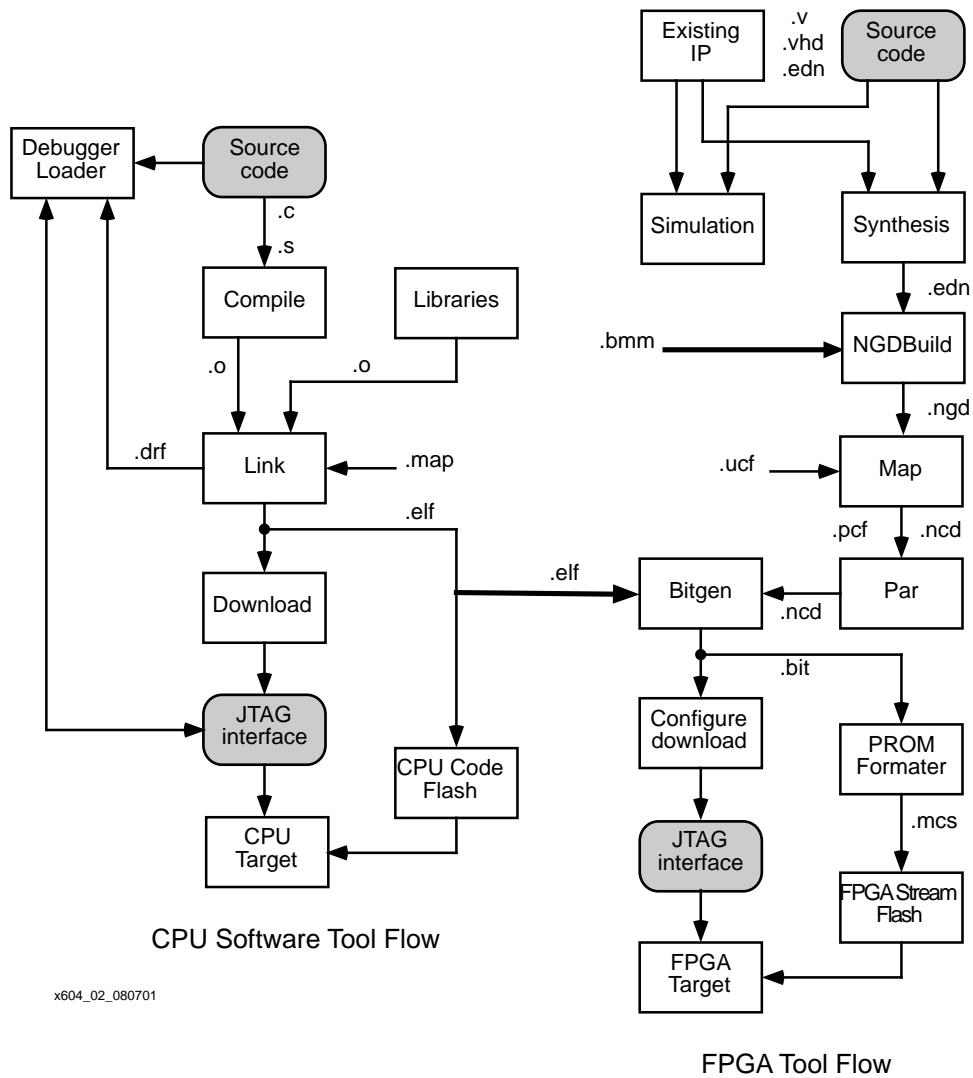 Debugger
Loader
Source
code
.c
.s
Compile
Libraries
.o
.o
.drf
Link
.map
.elf
Download
JTAG
interface
CPU Code
Flash
CPU
Target
CPU Software Tool Flow
x604_02_080701
Existing
IP
.v
.vhd
.edn
Source
code
Simulation
Synthesis
.edn
.bmm
NGDBuild
.ngd
.ucf
Map
.pcf
.ncd
.elf
Bitgen
.ncd
Par
.bit
Configure
download
PROM
Formater
.mcs
JTAG
interface
FPGA Stream
Flash
FPGA
Target
FPGA Tool Flow